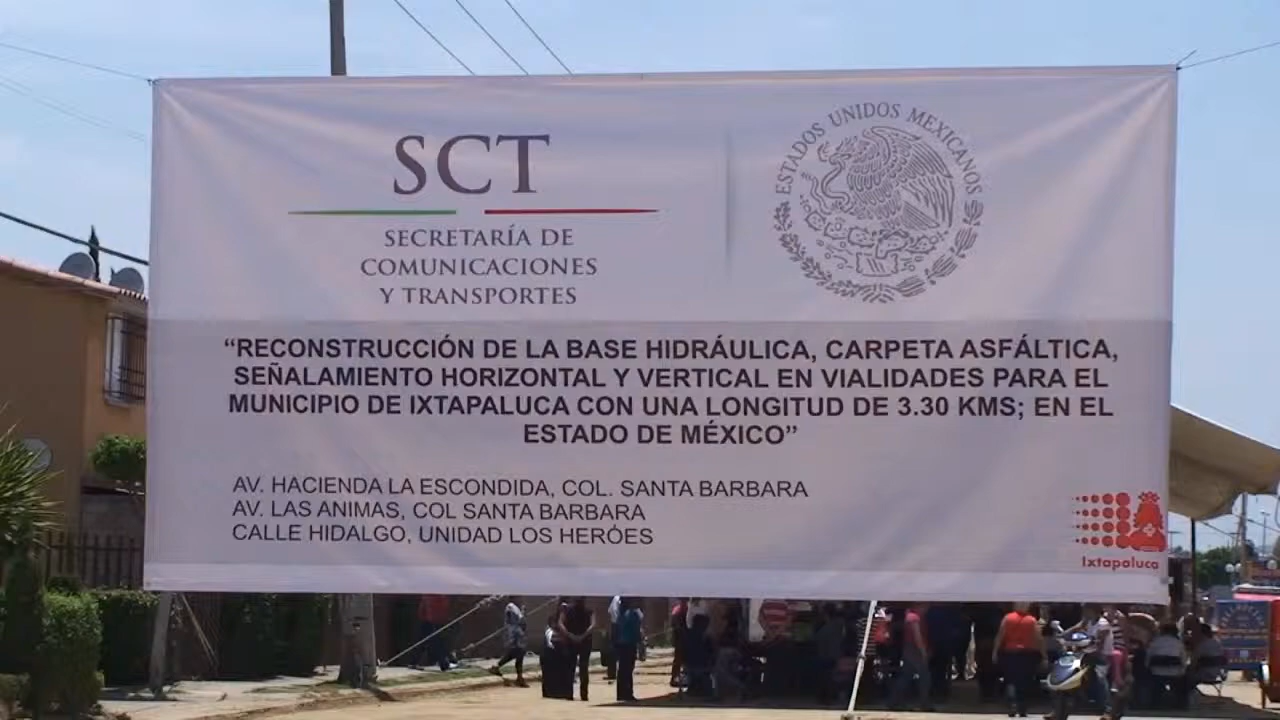 SCT
SECRETARÍA DE
COMUNICACIONES
Y TRANSPORTES
ESTADOS UNIDOS MEXICANOS
“RECONSTRUCCIÓN DE LA BASE HIDRÁULICA, CARPETA ASFÁLTICA,
SEÑALAMIENTO HORIZONTAL Y VERTICAL EN VIALIDADES PARA EL
MUNICIPIO DE IXTAPALUCA CON UNA LONGITUD DE 3.30 KMS; EN EL
ESTADO DE MÉXICO”
AV. HACIENDA LA ESCONDIDA, COL. SANTA BARBARA
AV. LAS ANIMAS, COL SANTA BARBARA
CALLE HIDALGO, UNIDAD LOS HERÓES
Ixtapaluca